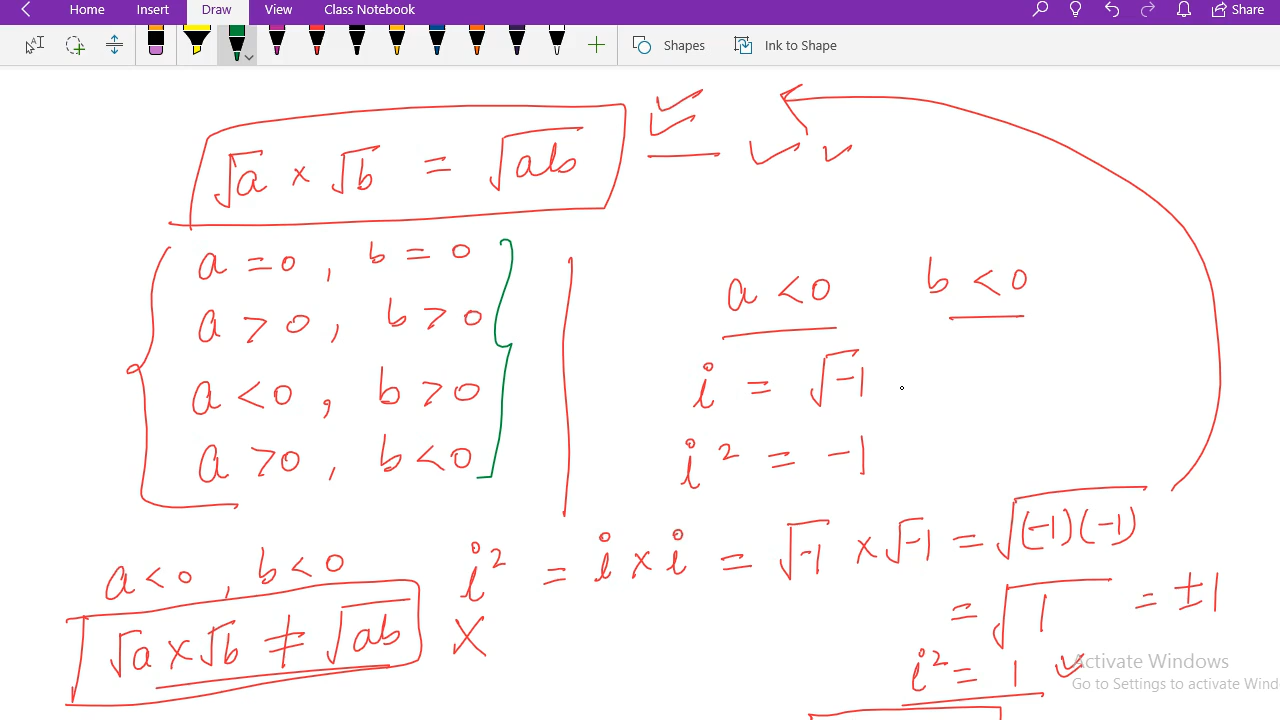 Home Insert Draw View Class Notebook Share
Shapes Ink to Shape
√a × √b = √ab
a = 0 , b = 0
a > 0 , b > 0
a < 0 , b > 0
a > 0 , b < 0
a < 0 b < 0
i = √-1
i² = -1
a < 0 , b < 0
√a × √b ≠ √ab ×
i² = i × i = √-1 × √-1 = √(-1)(-1)
= √1 = ±1
i² = 1
Activate Windows
Go to Settings to activate Wind